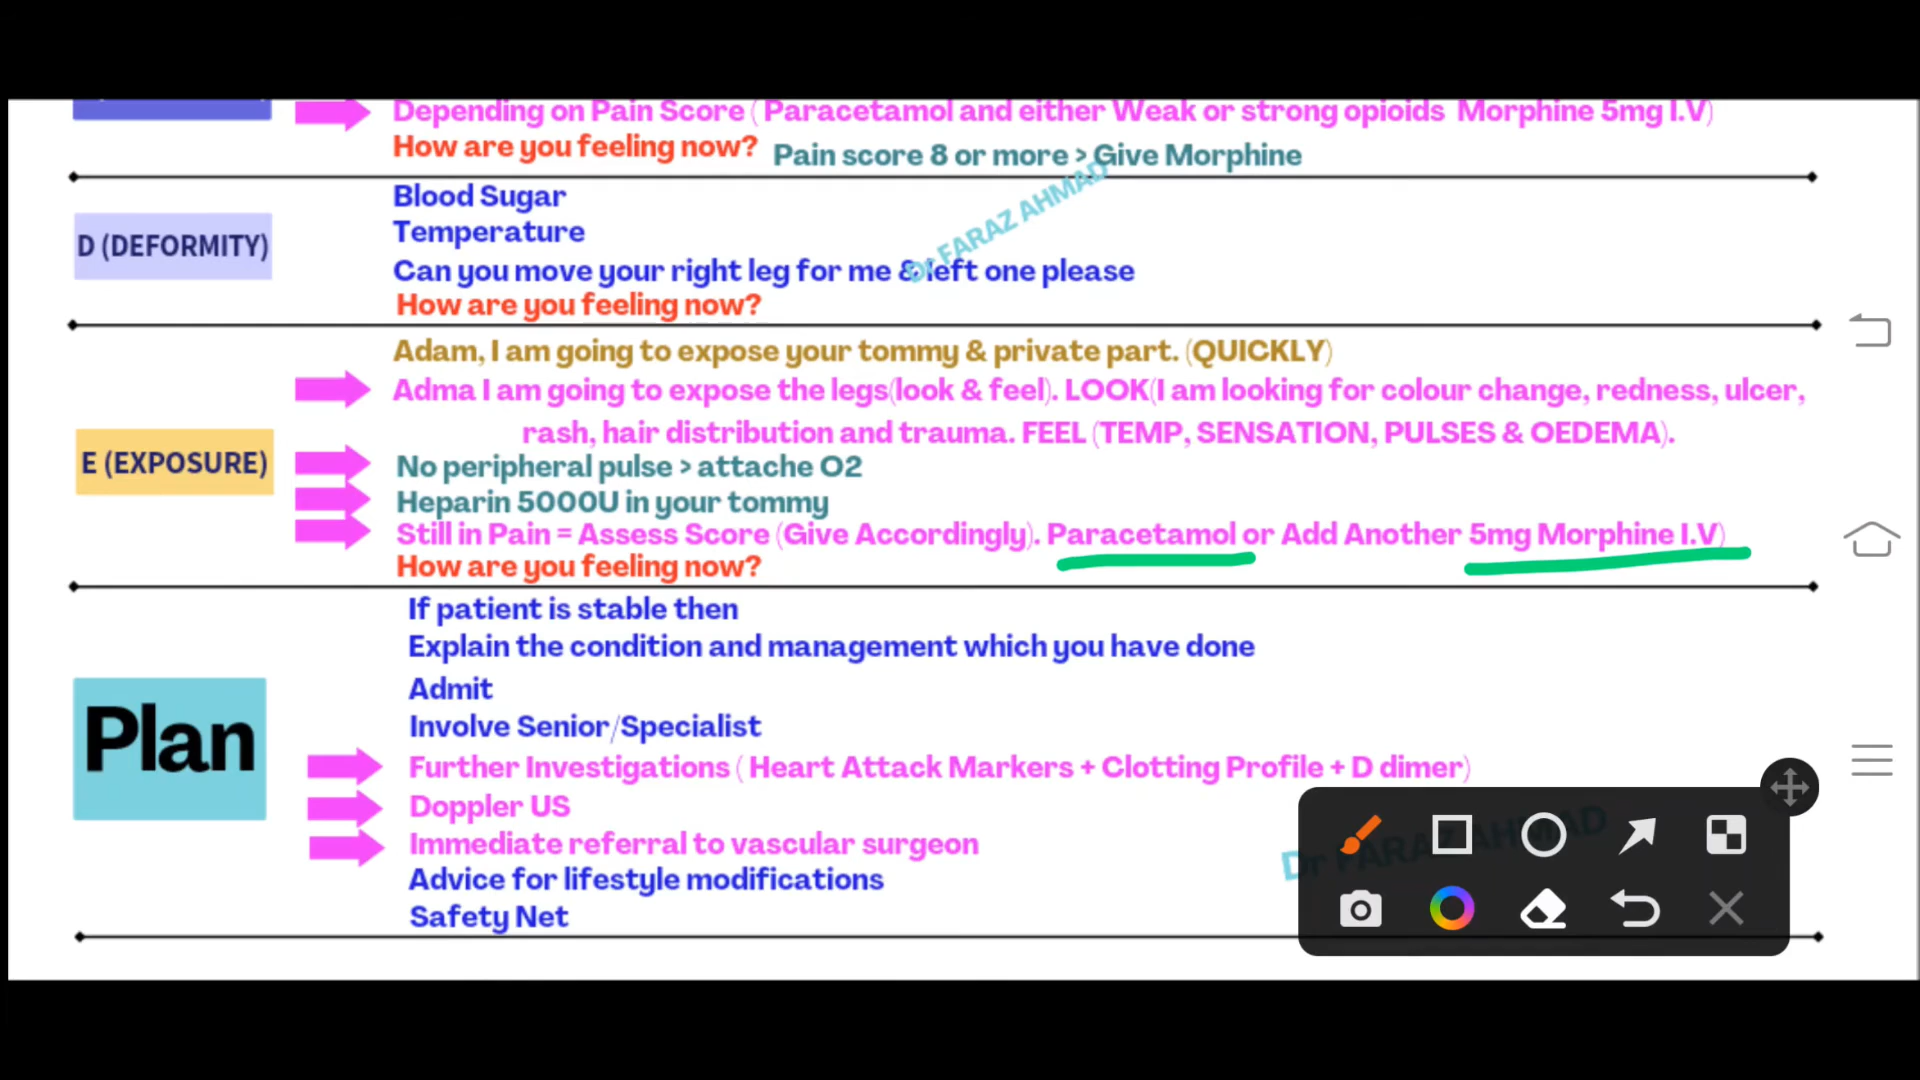 Depending on Pain Score ( Paracetamol and either Weak or strong opioids Morphine 5mg I.V)
How are you feeling now?
Pain score 8 or more > Give Morphine
Blood Sugar
Temperature
D (DEFORMITY)
Can you move your right leg for me & left one please
Dr FARAZ AHMAD
How are you feeling now?
Adam, I am going to expose your tommy & private part. (QUICKLY)
Adma I am going to expose the legs(look & feel). LOOK(I am looking for colour change, redness, ulcer,
rash, hair distribution and trauma. FEEL (TEMP, SENSATION, PULSES & OEDEMA).
E (EXPOSURE)
No peripheral pulse > attache O2
Heparin 5000U in your tommy
Still in Pain = Assess Score (Give Accordingly). Paracetamol or Add Another 5mg Morphine I.V)
How are you feeling now?
If patient is stable then
Explain the condition and management which you have done
Admit
Plan
Involve Senior/Specialist
Further Investigations ( Heart Attack Markers + Clotting Profile + D dimer)
Doppler US
Immediate referral to vascular surgeon
Dr FARAZ AHMAD
Advice for lifestyle modifications
Safety Net